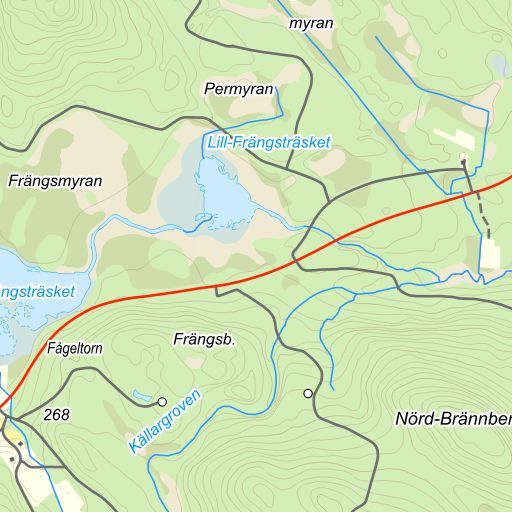 myran
Permyran
Lill-Frängsträsket
Frängsmyran
ngsträsket
Fågeltorn
Frängsb.
268
Källargroven
Nörd-Brännber